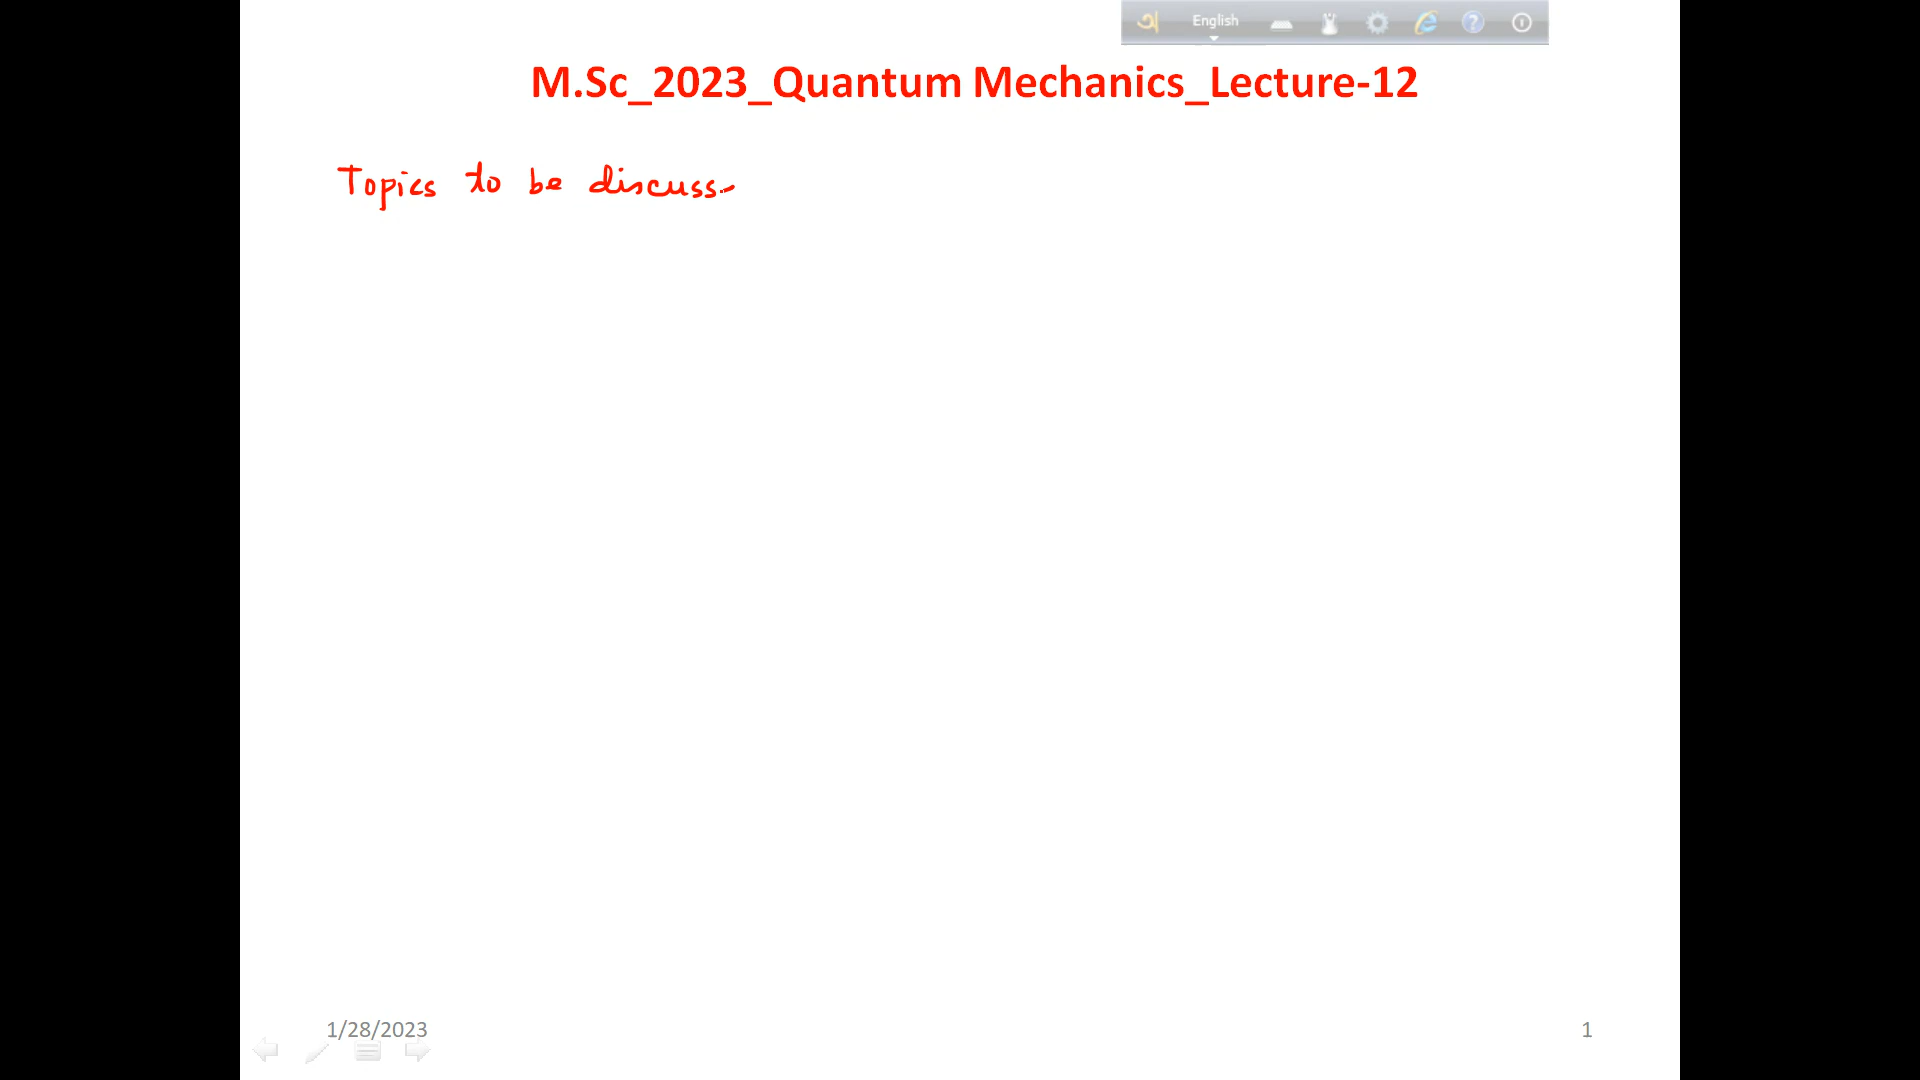 অ English
M.Sc_2023_Quantum Mechanics_Lecture-12
Topics to be discuss
1/28/2023
1